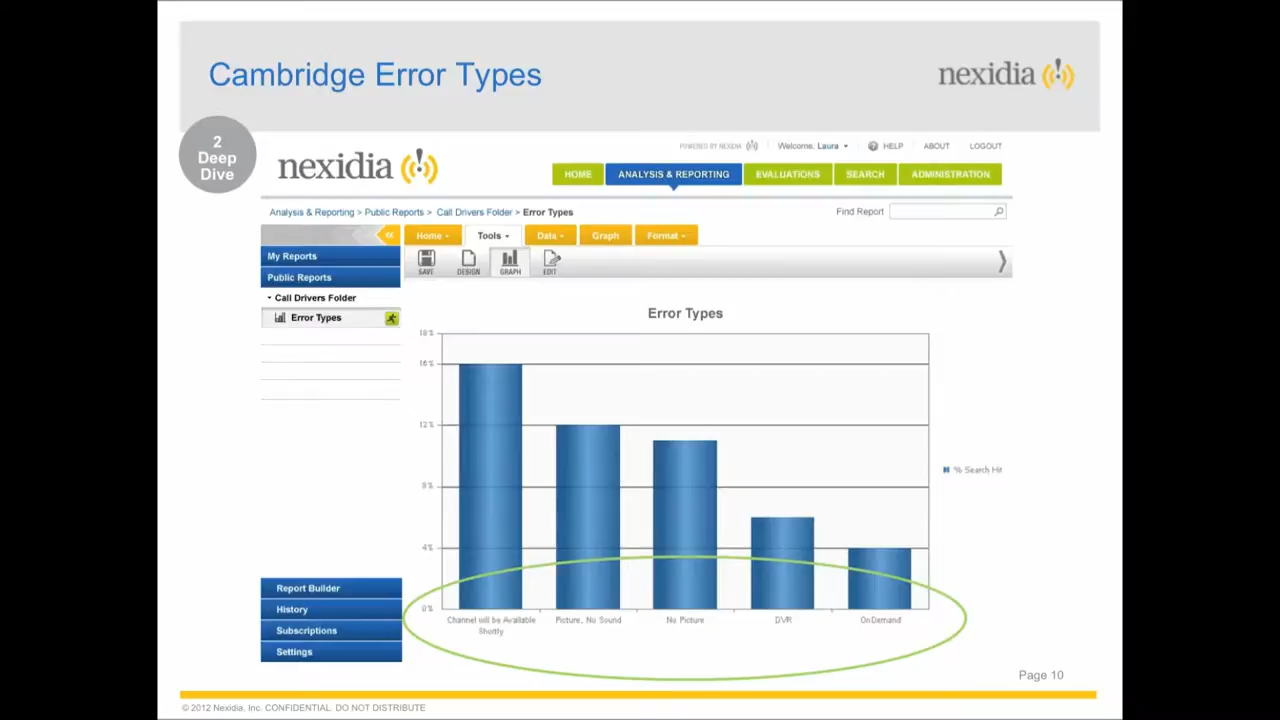 Cambridge Error Types
nexidia
2
Deep
Dive
nexidia
POWERED BY NEXIDIA
Welcome, Laura
HELP
ABOUT
LOGOUT
HOME
ANALYSIS & REPORTING
EVALUATIONS
SEARCH
ADMINISTRATION
Analysis & Reporting > Public Reports > Call Drivers Folder > Error Types
Find Report
«
Home
Tools
Data
Graph
Format
My Reports
Public Reports
Call Drivers Folder
Error Types
SAVE
DESIGN
GRAPH
EDIT
Error Types
18%
16%
12%
8%
4%
0%
Channel will be Available
Shortly
Picture, No Sound
No Picture
DVR
OnDemand
% Search Hit
Report Builder
History
Subscriptions
Settings
Page 10
© 2012 Nexidia, Inc. CONFIDENTIAL. DO NOT DISTRIBUTE